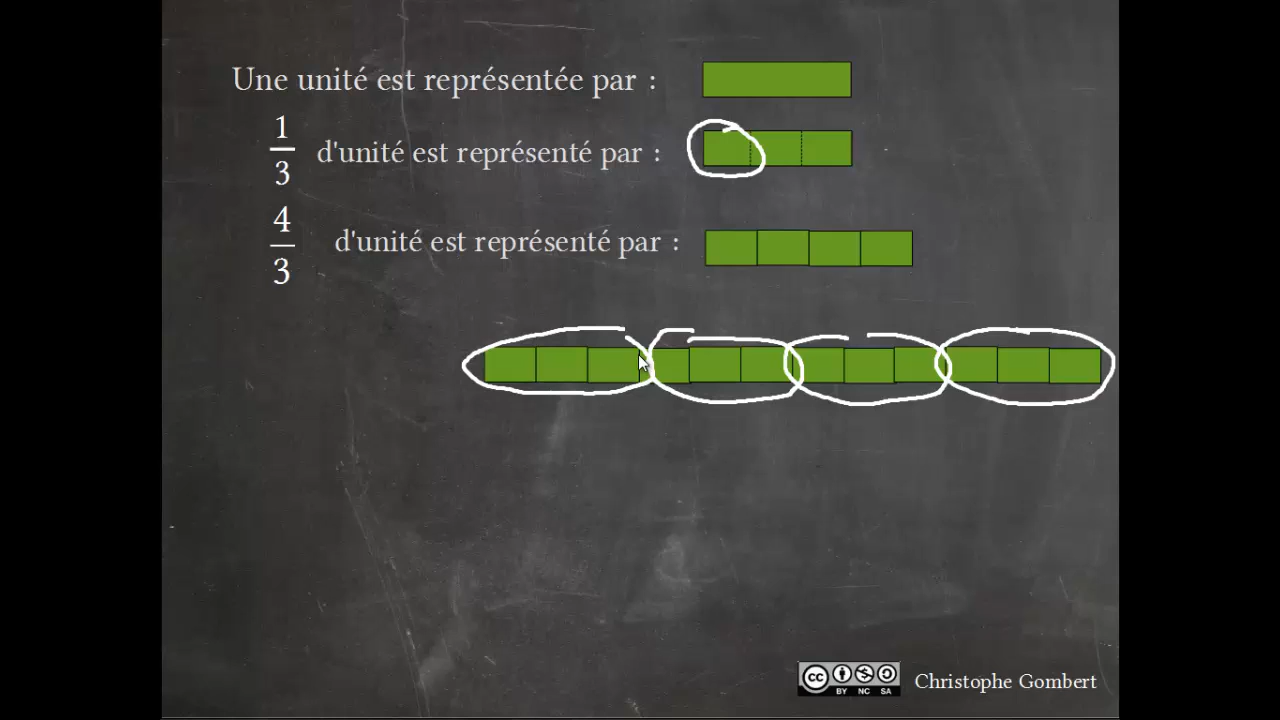 Une unité est représentée par :
1
3
d'unité est représenté par :
4
3
d'unité est représenté par :
cc
BY NC SA
Christophe Gombert